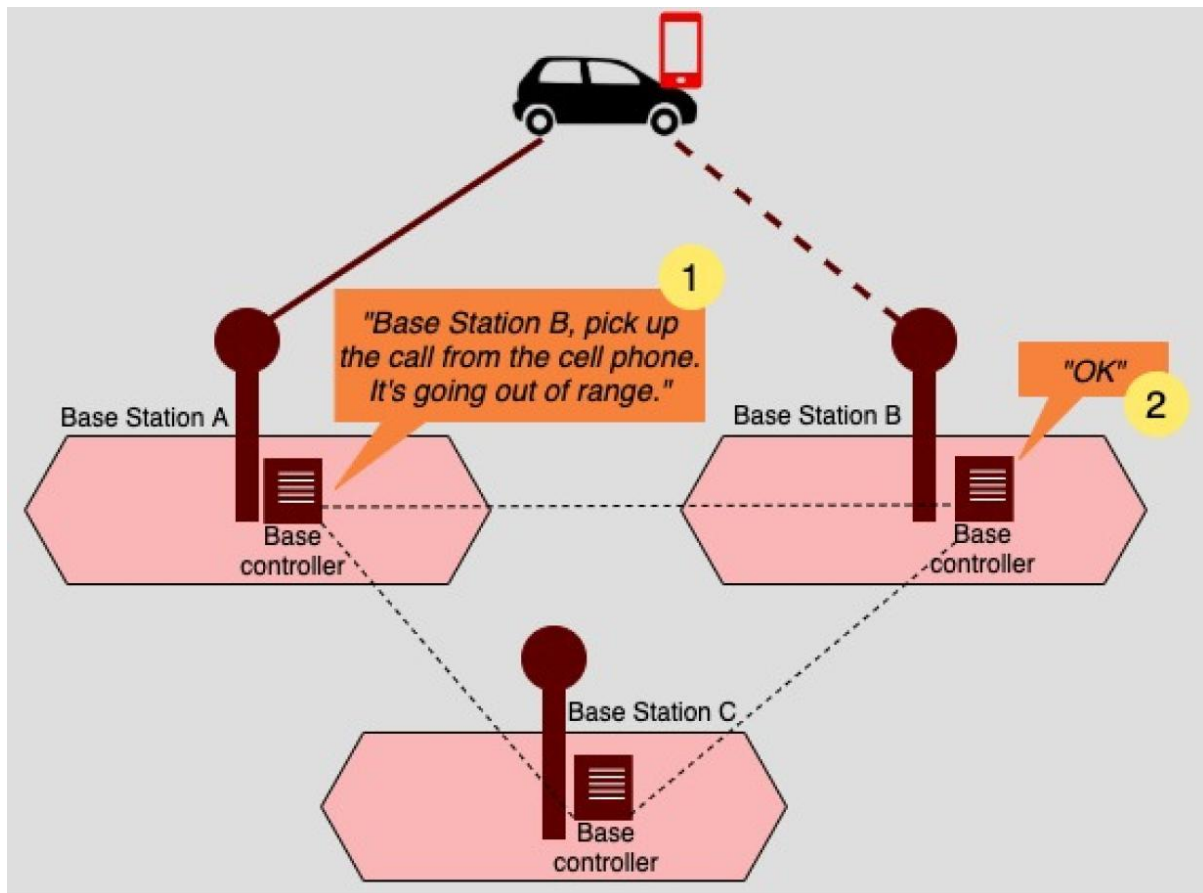 1
"Base Station B, pick up
the call from the cell phone.
It's going out of range."
"OK"
2
Base Station A
Base Station B
Base
controller
Base
controller
Base Station C
Base
controller